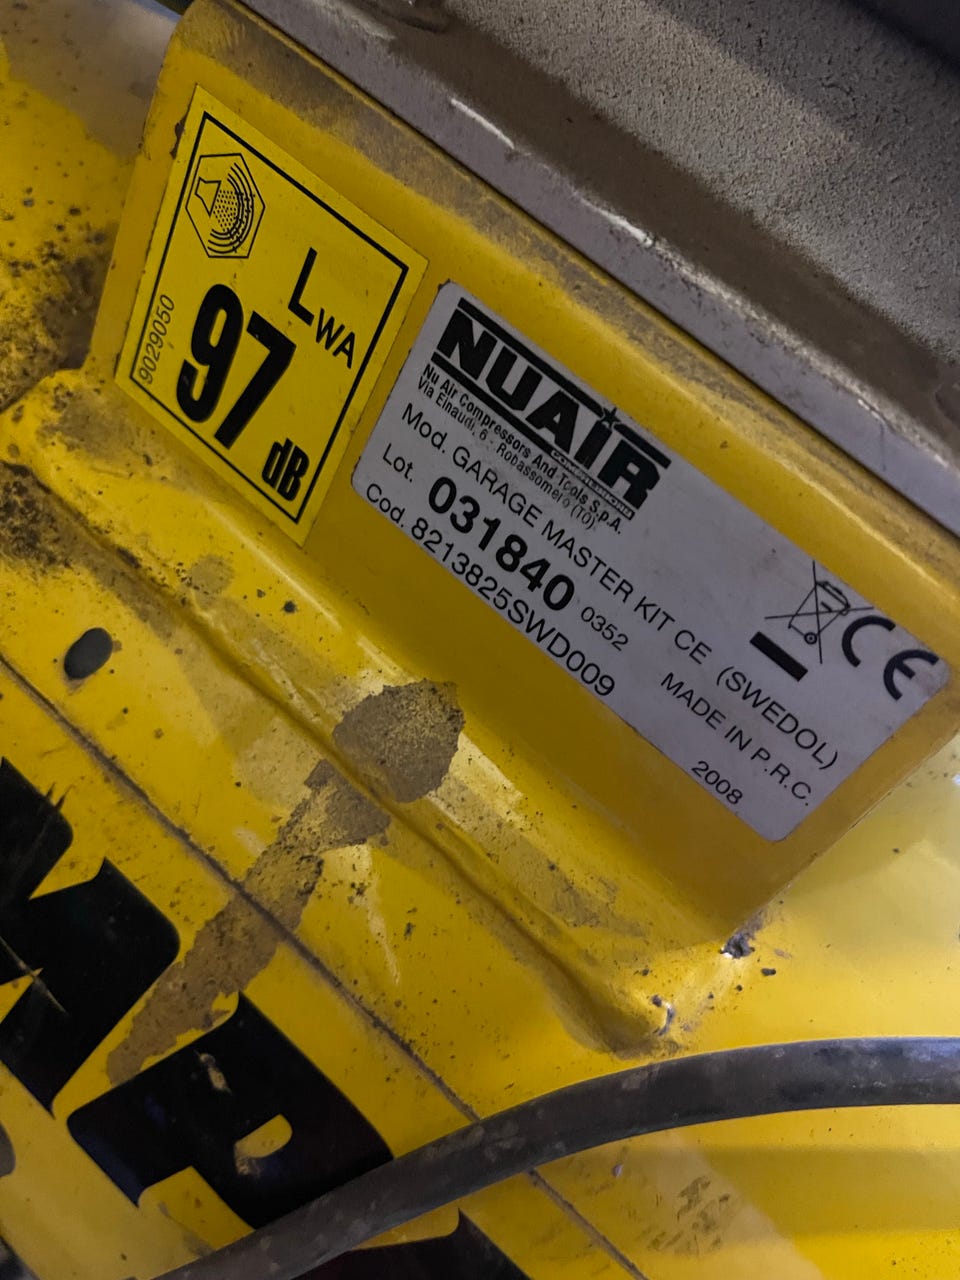 LWA
97 dB
9029050
NUAIR
Nu Air Compressors And Tools S.p.A.
Via Einaudi, 6 - Robassomero (TO)
Mod. GARAGE MASTER KIT CE (SWEDOL)
Lot. 031840 0352 MADE IN P.R.C.
Cod. 8213825SWD009 2008
CE